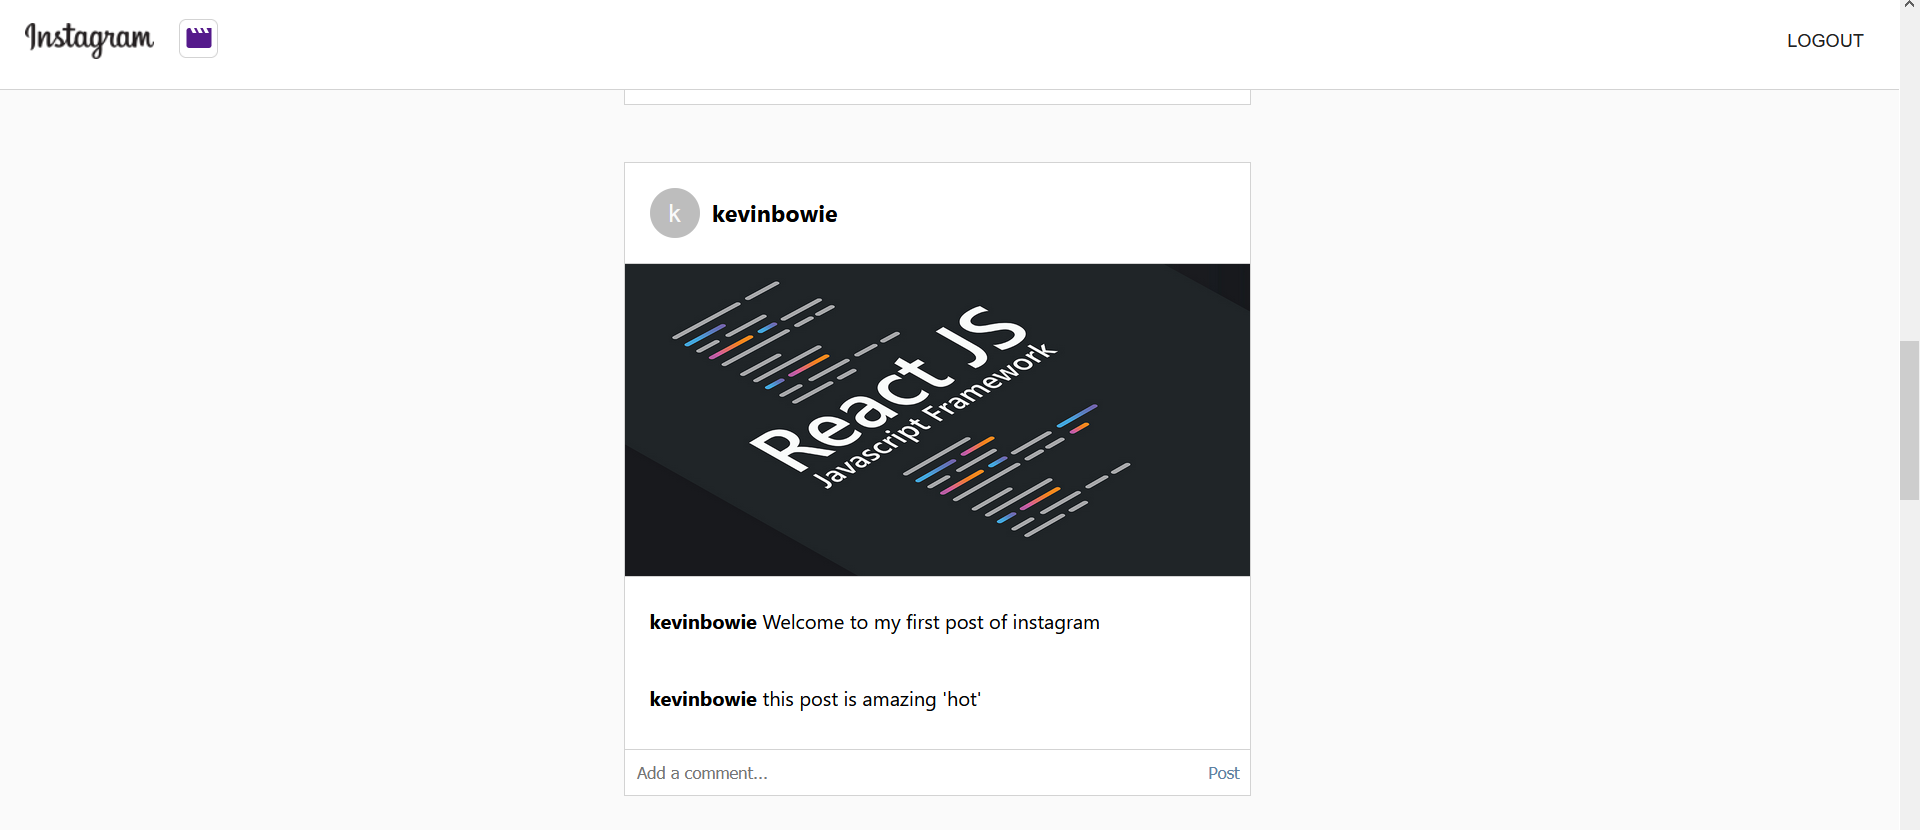 Instagram
LOGOUT
k
kevinbowie
React JS
Javascript Framework
kevinbowie Welcome to my first post of instagram
kevinbowie this post is amazing 'hot'
Add a comment...
Post